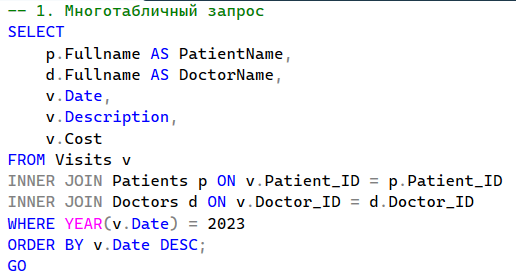 -- 1. Многотабличный запрос
SELECT
    p.Fullname AS PatientName,
    d.Fullname AS DoctorName,
    v.Date,
    v.Description,
    v.Cost
FROM Visits v
INNER JOIN Patients p ON v.Patient_ID = p.Patient_ID
INNER JOIN Doctors d ON v.Doctor_ID = d.Doctor_ID
WHERE YEAR(v.Date) = 2023
ORDER BY v.Date DESC;
GO